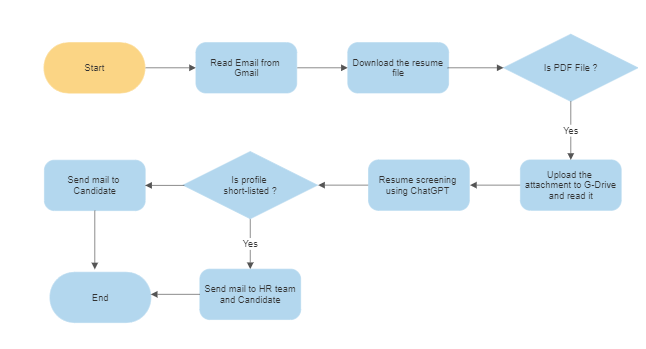 Start
Read Email from
Gmail
Download the resume
file
Is PDF File ?
Yes
Upload the
attachment to G-Drive
and read it
Resume screening
using ChatGPT
Is profile
short-listed ?
Send mail to
Candidate
Yes
Send mail to HR team
and Candidate
End